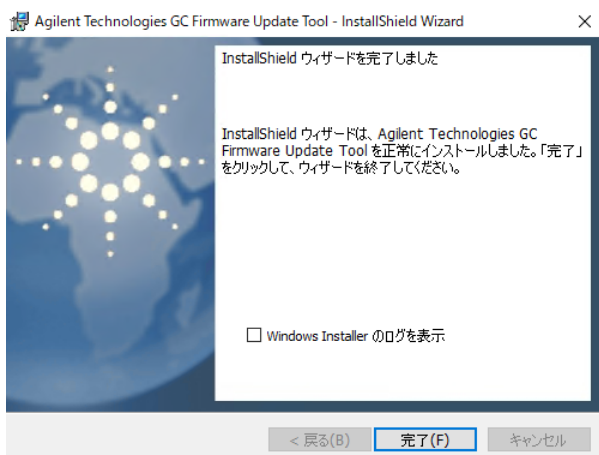 Agilent Technologies GC Firmware Update Tool - InstallShield Wizard
InstallShield ウィザードを完了しました
InstallShield ウィザードは、Agilent Technologies GC
Firmware Update Tool を正常にインストールしました。「完了」
をクリックして、ウィザードを終了してください。
Windows Installer のログを表示
< 戻る(B)
完了(F)
キャンセル